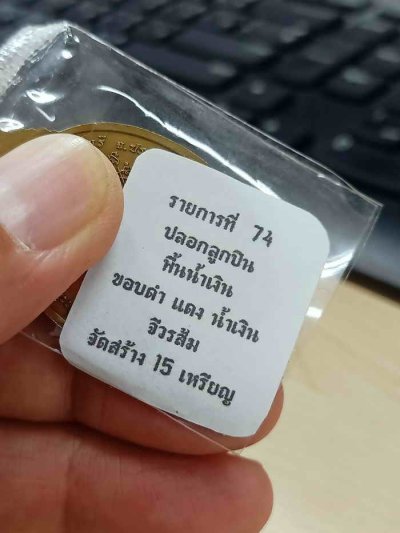 รายการที่ 74
ปลอกลูกปืน
พื้นน้ำเงิน
ขอบดำ แดง น้ำเงิน
จีวรส้ม
จัดสร้าง 15 เหรียญ